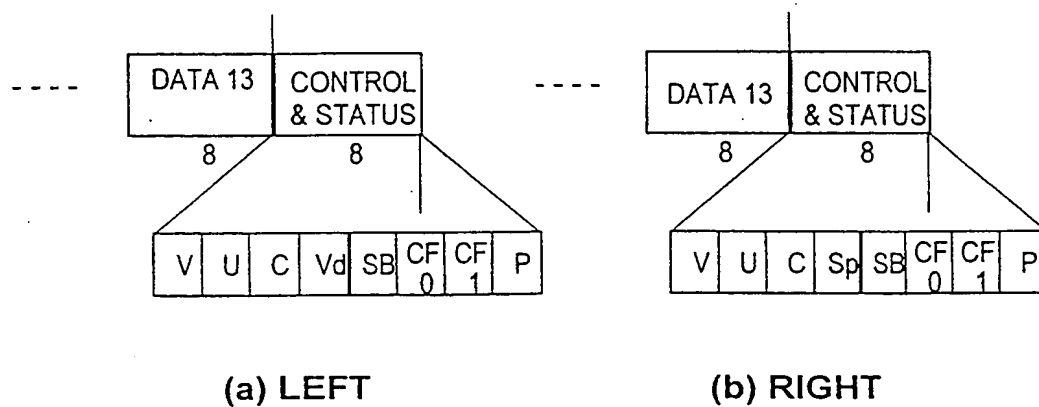 DATA 13 CONTROL & STATUS
8 8
V U C Vd SB CF 0 CF 1 P
(a) LEFT
DATA 13 CONTROL & STATUS
8 8
V U C Sp SB CF 0 CF 1 P
(b) RIGHT